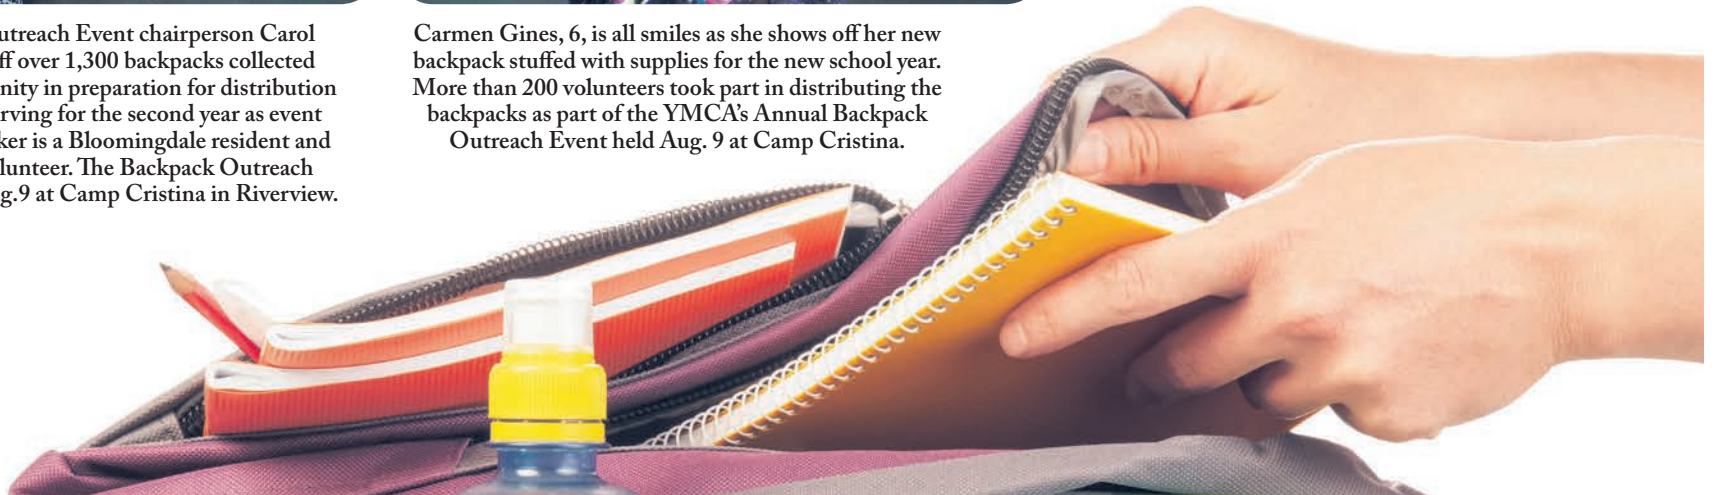 utreach Event chairperson Carol
ff over 1,300 backpacks collected
nity in preparation for distribution
rving for the second year as event
ker is a Bloomingdale resident and
lunteer. The Backpack Outreach
g.9 at Camp Cristina in Riverview.
Carmen Gines, 6, is all smiles as she shows off her new
backpack stuffed with supplies for the new school year.
More than 200 volunteers took part in distributing the
backpacks as part of the YMCA's Annual Backpack
Outreach Event held Aug. 9 at Camp Cristina.